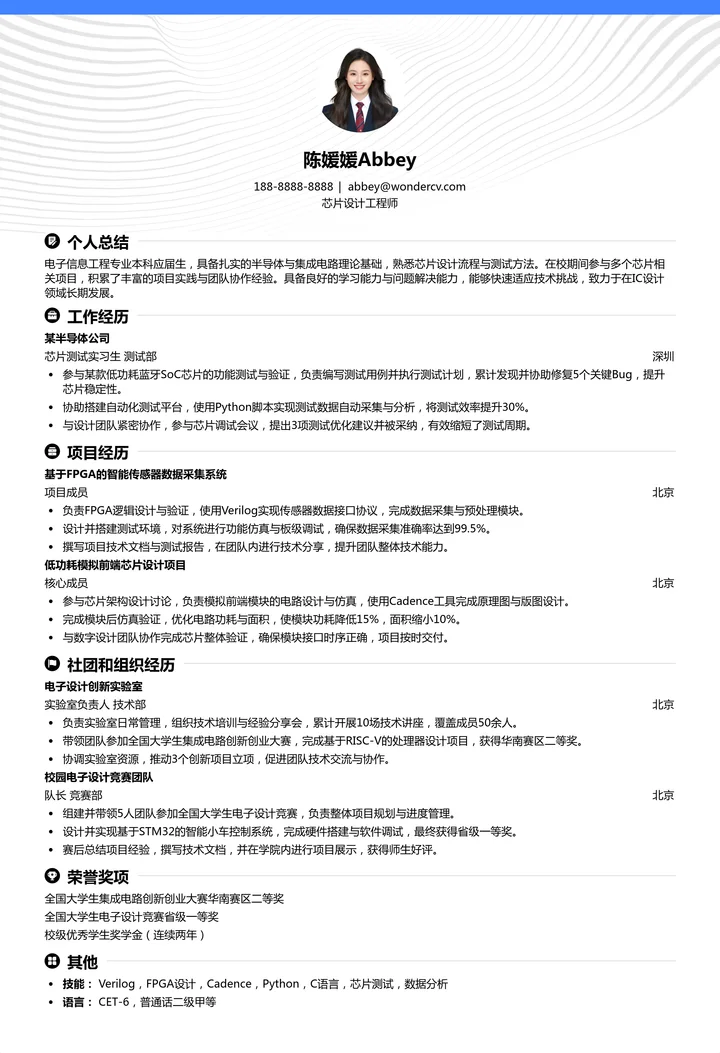 陈媛媛Abbey
188-8888-8888 | abbey@wondercv.com
芯片设计工程师
个人总结
电子信息工程专业本科应届生，具备扎实的半导体与集成电路理论基础，熟悉芯片设计流程与测试方法。在校期间参与多个芯片相
关项目，积累了丰富的项目实践与团队协作经验。具备良好的学习能力与问题解决能力，能够快速适应技术挑战，致力于在IC设计
领域长期发展。
工作经历
某半导体公司
芯片测试实习生 测试部 深圳
• 参与某款低功耗蓝牙SoC芯片的功能测试与验证，负责编写测试用例并执行测试计划，累计发现并协助修复5个关键Bug，提升
芯片稳定性。
• 协助搭建自动化测试平台，使用Python脚本实现测试数据自动采集与分析，将测试效率提升30%。
• 与设计团队紧密协作，参与芯片调试会议，提出3项测试优化建议并被采纳，有效缩短了测试周期。
项目经历
基于FPGA的智能传感器数据采集系统
项目成员 北京
• 负责FPGA逻辑设计与验证，使用Verilog实现传感器数据接口协议，完成数据采集与预处理模块。
• 设计并搭建测试环境，对系统进行功能仿真与板级调试，确保数据采集准确率达到99.5%。
• 撰写项目技术文档与测试报告，在团队内进行技术分享，提升团队整体技术能力。
低功耗模拟前端芯片设计项目
核心成员 北京
• 参与芯片架构设计讨论，负责模拟前端模块的电路设计与仿真，使用Cadence工具完成原理图与版图设计。
• 完成模块后仿真验证，优化电路功耗与面积，使模块功耗降低15%，面积缩小10%。
• 与数字设计团队协作完成芯片整体验证，确保模块接口时序正确，项目按时交付。
社团和组织经历
电子设计创新实验室
实验室负责人 技术部 北京
• 负责实验室日常管理，组织技术培训与经验分享会，累计开展10场技术讲座，覆盖成员50余人。
• 带领团队参加全国大学生集成电路创新创业大赛，完成基于RISC-V的处理器设计项目，获得华南赛区二等奖。
• 协调实验室资源，推动3个创新项目立项，促进团队技术交流与协作。
校园电子设计竞赛团队
队长 竞赛部 北京
• 组建并带领5人团队参加全国大学生电子设计竞赛，负责整体项目规划与进度管理。
• 设计并实现基于STM32的智能小车控制系统，完成硬件搭建与软件调试，最终获得省级一等奖。
• 赛后总结项目经验，撰写技术文档，并在学院内进行项目展示，获得师生好评。
荣誉奖项
全国大学生集成电路创新创业大赛华南赛区二等奖
全国大学生电子设计竞赛省级一等奖
校级优秀学生奖学金（连续两年）
其他
• 技能： Verilog，FPGA设计，Cadence，Python，C语言，芯片测试，数据分析
• 语言： CET-6，普通话二级甲等